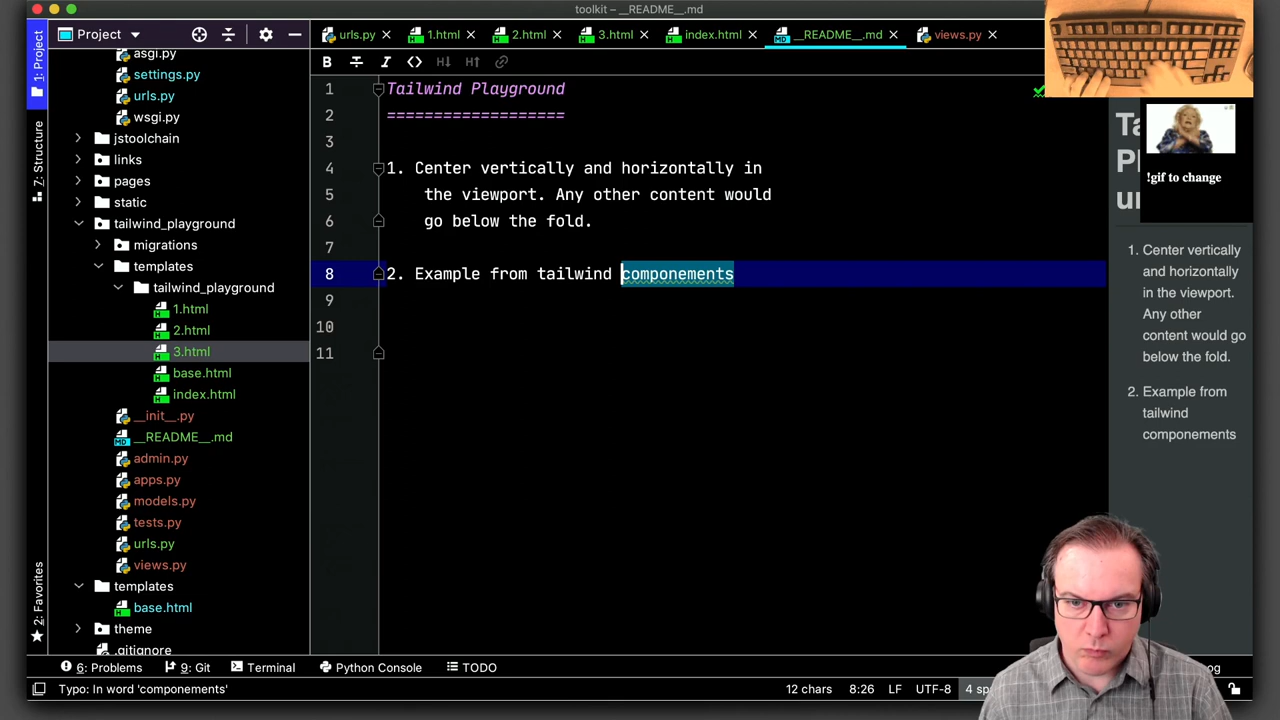 toolkit – __README__.md
Project
urls.py
1.html
2.html
3.html
index.html
__README__.md
views.py
1: Project
7: Structure
2: Favorites
asgi.py
settings.py
urls.py
wsgi.py
jstoolchain
links
pages
static
tailwind_playground
migrations
templates
tailwind_playground
1.html
2.html
3.html
base.html
index.html
__init__.py
__README__.md
admin.py
apps.py
models.py
tests.py
urls.py
views.py
templates
base.html
theme
.gitignore
B I <>
1 Tailwind Playground
2 ===================
3
4 1. Center vertically and horizontally in
5 the viewport. Any other content would
6 go below the fold.
7
8 2. Example from tailwind componements
9
10
11
!gif to change
1. Center vertically
and horizontally
in the viewport.
Any other
content would go
below the fold.
2. Example from
tailwind
componements
6: Problems
9: Git
Terminal
Python Console
TODO
Typo: In word 'componements'
12 chars
8:26
LF
UTF-8